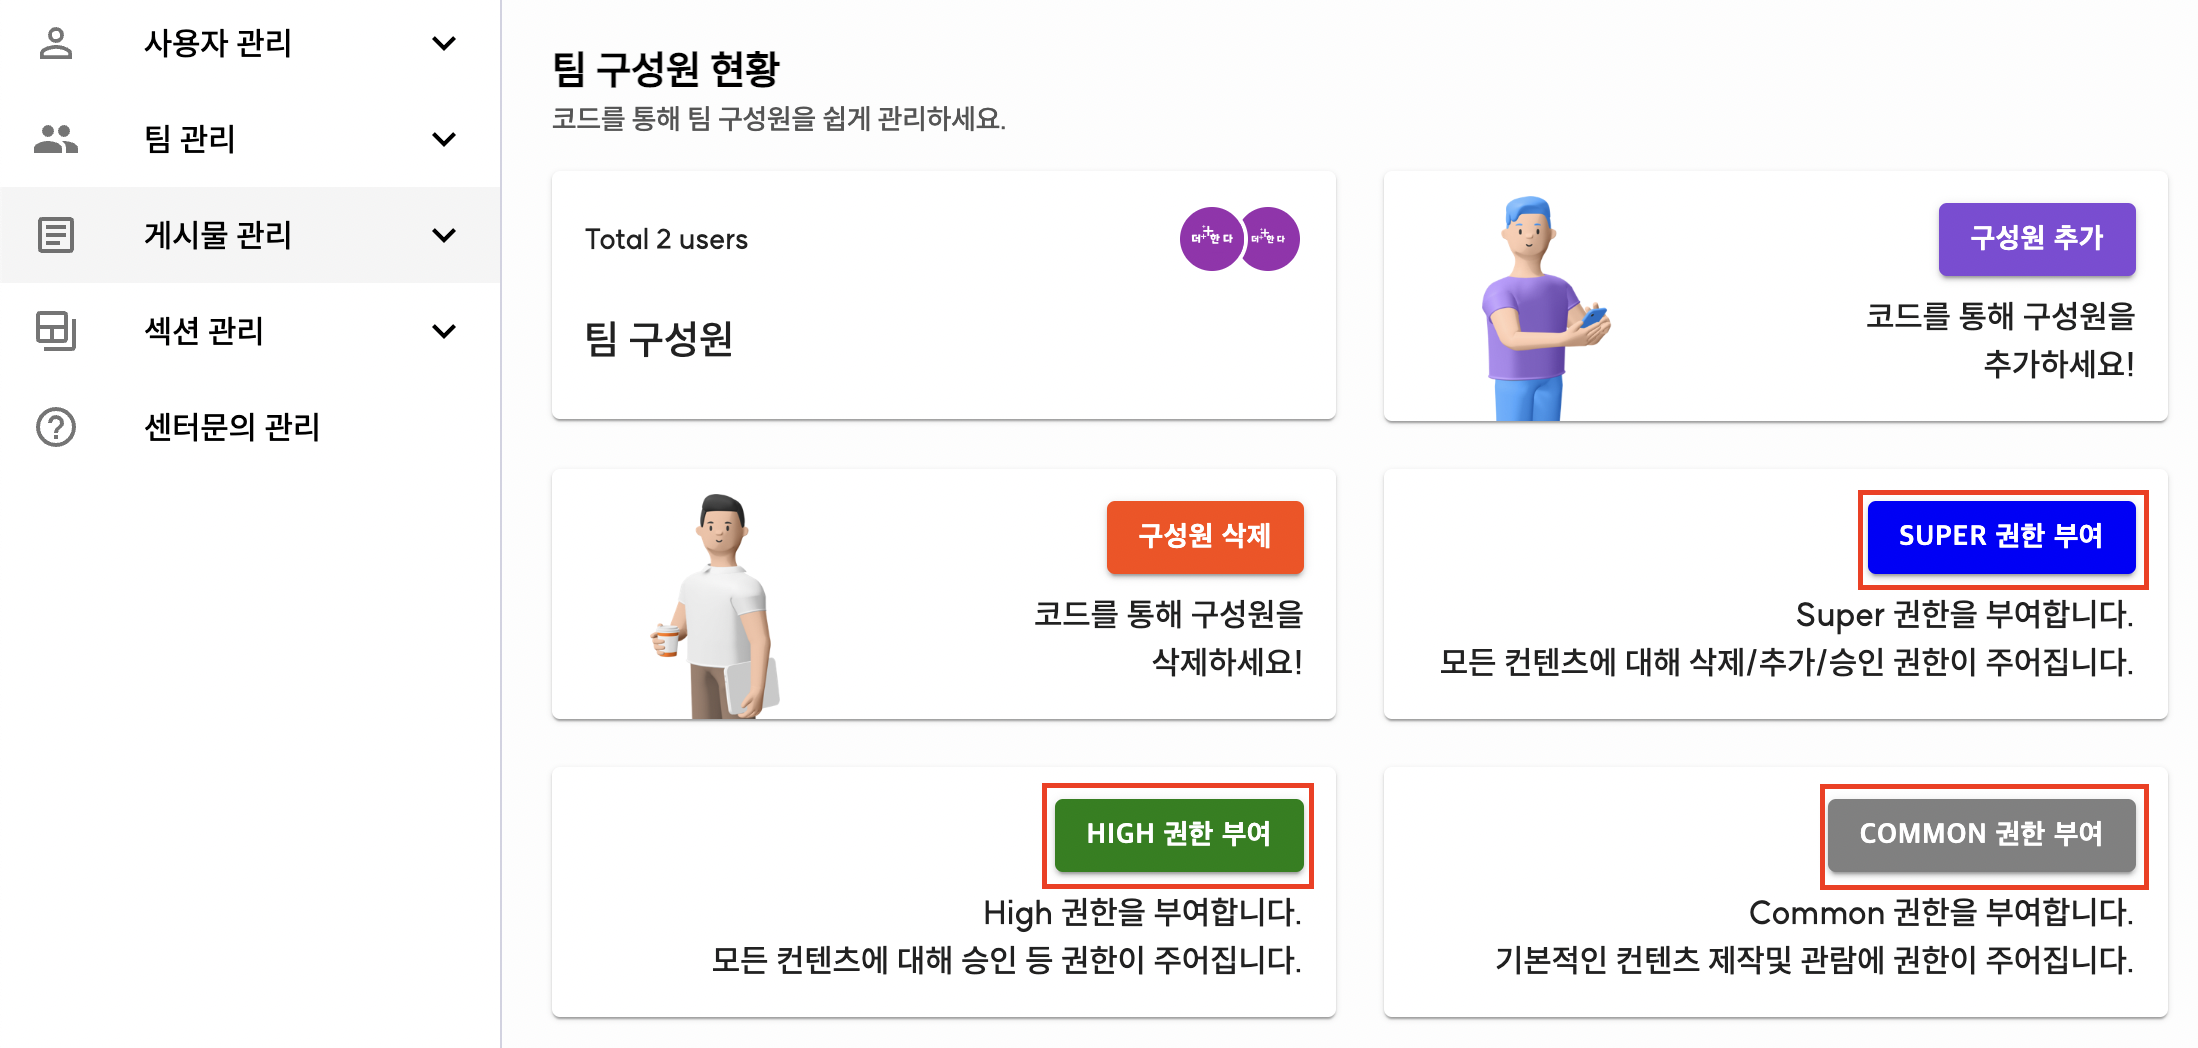 사용자 관리
팀 관리
게시물 관리
섹션 관리
센터문의 관리
팀 구성원 현황
코드를 통해 팀 구성원을 쉽게 관리하세요.
Total 2 users
더한다
더한다
팀 구성원
구성원 추가
코드를 통해 구성원을
추가하세요!
구성원 삭제
코드를 통해 구성원을
삭제하세요!
SUPER 권한 부여
Super 권한을 부여합니다.
모든 컨텐츠에 대해 삭제/추가/승인 권한이 주어집니다.
HIGH 권한 부여
High 권한을 부여합니다.
모든 컨텐츠에 대해 승인 등 권한이 주어집니다.
COMMON 권한 부여
Common 권한을 부여합니다.
기본적인 컨텐츠 제작및 관람에 권한이 주어집니다.